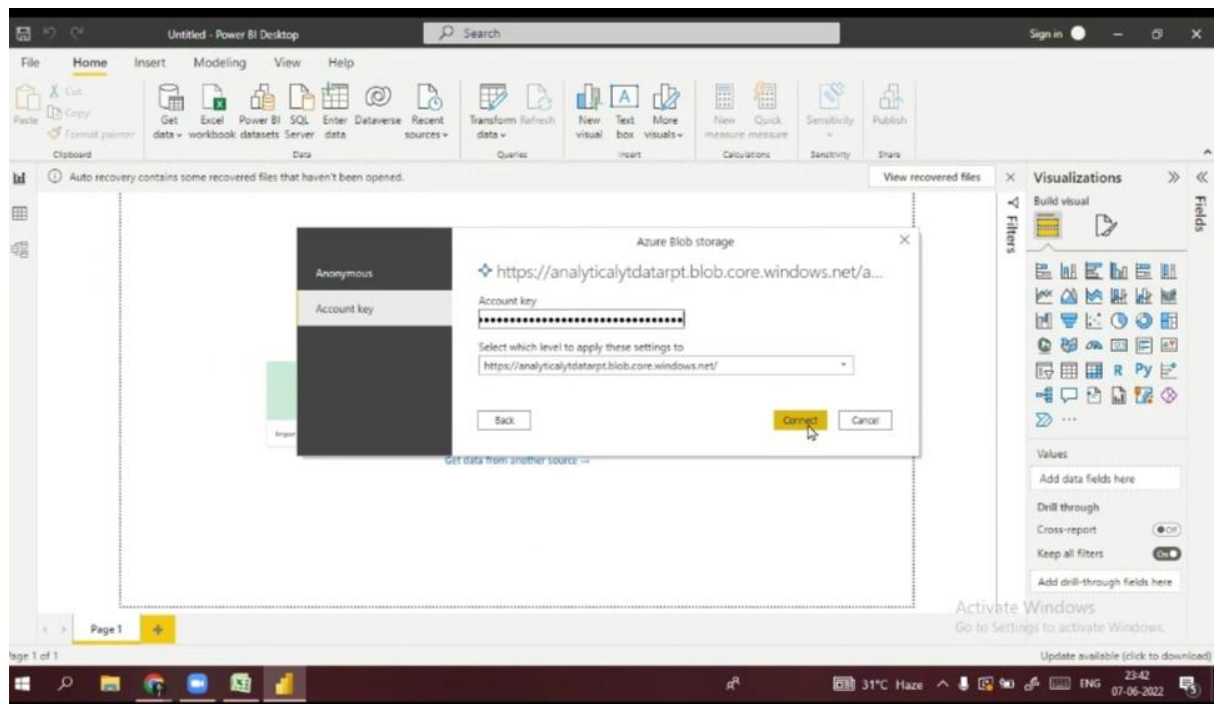 Untitled - Power BI Desktop
Search
Sign in
File Home Insert Modeling View Help
Paste
Cut
Copy
Format painter
Get data
Excel workbook
Power BI datasets
SQL Server
Enter data
Dataverse
Recent sources
Transform data
Refresh
New visual
Text box
More visuals
New measure
Quick measure
Sensitivity
Publish
Clipboard Data Queries Insert Calculations Sensitivity Share
Auto recovery contains some recovered files that haven't been opened.
View recovered files
Visualizations
Fields
Filters
Build visual
Azure Blob storage
Anonymous
Account key
https://analyticalytdatarpt.blob.core.windows.net/a...
Account key
Select which level to apply these settings to
https://analyticalytdatarpt.blob.core.windows.net/
Back
Connect
Cancel
Get data from another source →
R Py
123
Values
Add data fields here
Drill through
Cross-report
Off
Keep all filters
On
Add drill-through fields here
Activate Windows
Go to Settings to activate Windows.
Page 1
Page 1 of 1
Update available (click to download)
31°C Haze
ENG
23:42
07-06-2022